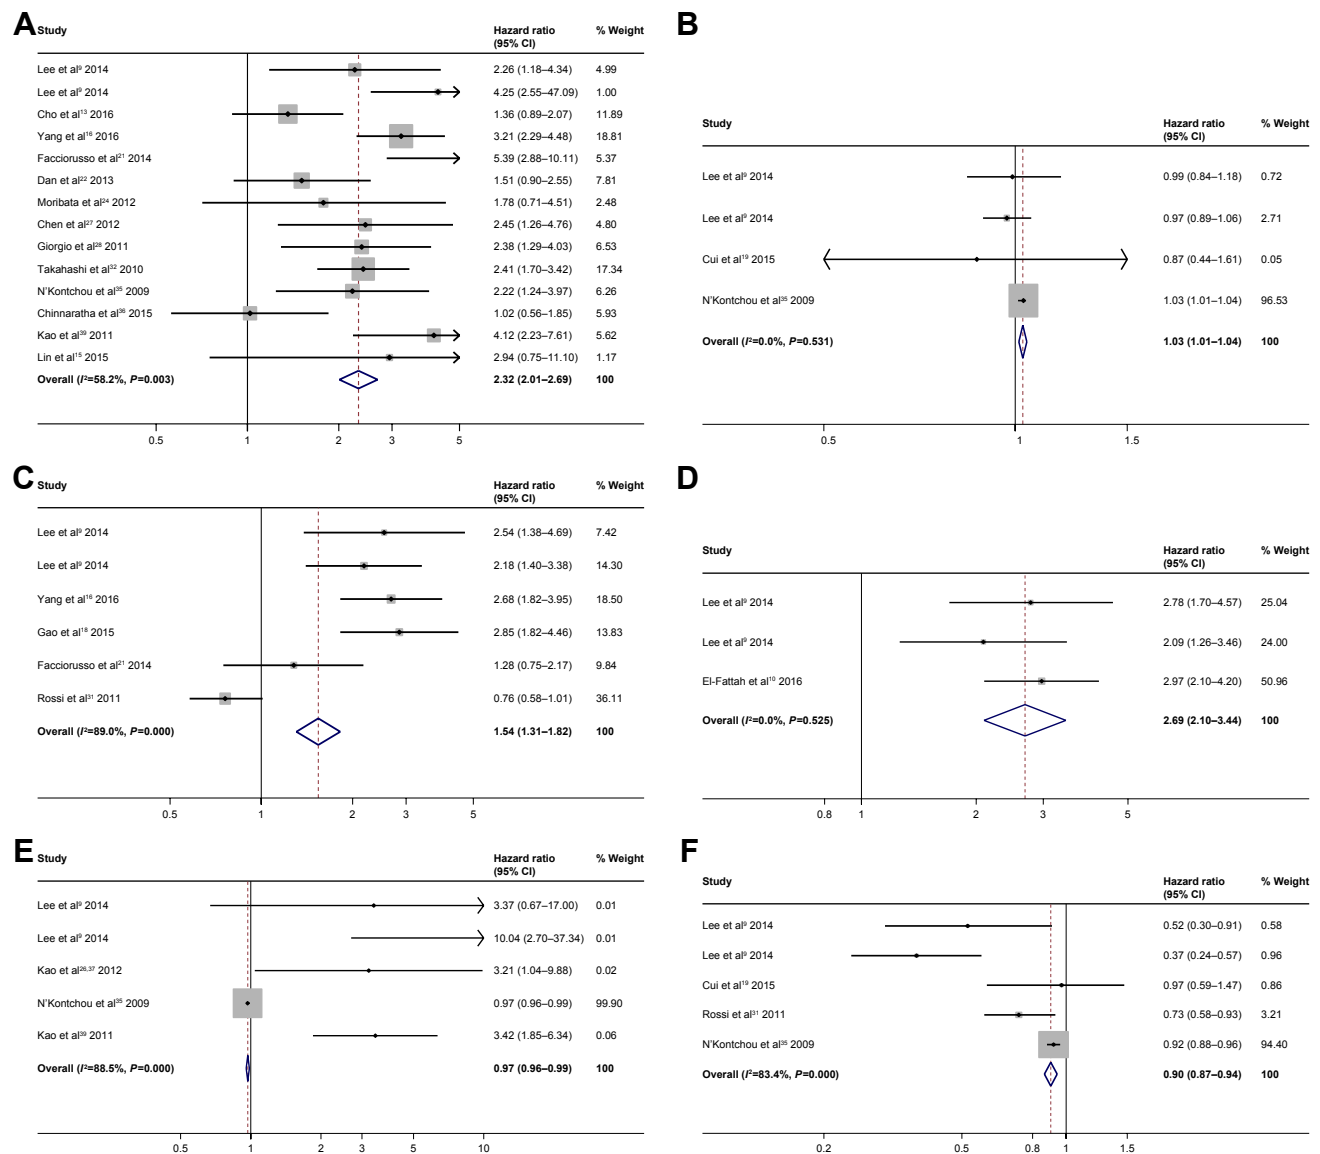 A
Study Hazard ratio % Weight
(95% CI)
Lee et al⁹ 2014 2.26 (1.18–4.34) 4.99
Lee et al⁹ 2014 4.25 (2.55–47.09) 1.00
Cho et al¹³ 2016 1.36 (0.89–2.07) 11.89
Yang et al¹⁶ 2016 3.21 (2.29–4.48) 18.81
Facciorusso et al²¹ 2014 5.39 (2.88–10.11) 5.37
Dan et al²² 2013 1.51 (0.90–2.55) 7.81
Moribata et al²⁴ 2012 1.78 (0.71–4.51) 2.48
Chen et al²⁷ 2012 2.45 (1.26–4.76) 4.80
Giorgio et al²⁸ 2011 2.38 (1.29–4.03) 6.53
Takahashi et al³² 2010 2.41 (1.70–3.42) 17.34
N'Kontchou et al³⁵ 2009 2.22 (1.24–3.97) 6.26
Chinnaratha et al³⁶ 2015 1.02 (0.56–1.85) 5.93
Kao et al³⁹ 2011 4.12 (2.23–7.61) 5.62
Lin et al¹⁵ 2015 2.94 (0.75–11.10) 1.17
Overall (I²=58.2%, P=0.003) 2.32 (2.01–2.69) 100
0.5 1 2 3 5
B
Study Hazard ratio % Weight
(95% CI)
Lee et al⁹ 2014 0.99 (0.84–1.18) 0.72
Lee et al⁹ 2014 0.97 (0.89–1.06) 2.71
Cui et al¹⁹ 2015 0.87 (0.44–1.61) 0.05
N'Kontchou et al³⁵ 2009 1.03 (1.01–1.04) 96.53
Overall (I²=0.0%, P=0.531) 1.03 (1.01–1.04) 100
0.5 1 1.5
C
Study Hazard ratio % Weight
(95% CI)
Lee et al⁹ 2014 2.54 (1.38–4.69) 7.42
Lee et al⁹ 2014 2.18 (1.40–3.38) 14.30
Yang et al¹⁶ 2016 2.68 (1.82–3.95) 18.50
Gao et al¹⁸ 2015 2.85 (1.82–4.46) 13.83
Facciorusso et al²¹ 2014 1.28 (0.75–2.17) 9.84
Rossi et al³¹ 2011 0.76 (0.58–1.01) 36.11
Overall (I²=89.0%, P=0.000) 1.54 (1.31–1.82) 100
0.5 1 2 3 5
D
Study Hazard ratio % Weight
(95% CI)
Lee et al⁹ 2014 2.78 (1.70–4.57) 25.04
Lee et al⁹ 2014 2.09 (1.26–3.46) 24.00
El-Fattah et al¹⁰ 2016 2.97 (2.10–4.20) 50.96
Overall (I²=0.0%, P=0.525) 2.69 (2.10–3.44) 100
0.8 1 2 3 5
E
Study Hazard ratio % Weight
(95% CI)
Lee et al⁹ 2014 3.37 (0.67–17.00) 0.01
Lee et al⁹ 2014 10.04 (2.70–37.34) 0.01
Kao et al²⁶,³⁷ 2012 3.21 (1.04–9.88) 0.02
N'Kontchou et al³⁵ 2009 0.97 (0.96–0.99) 99.90
Kao et al³⁹ 2011 3.42 (1.85–6.34) 0.06
Overall (I²=88.5%, P=0.000) 0.97 (0.96–0.99) 100
0.5 1 2 3 5 10
F
Study Hazard ratio % Weight
(95% CI)
Lee et al⁹ 2014 0.52 (0.30–0.91) 0.58
Lee et al⁹ 2014 0.37 (0.24–0.57) 0.96
Cui et al¹⁹ 2015 0.97 (0.59–1.47) 0.86
Rossi et al³¹ 2011 0.73 (0.58–0.93) 3.21
N'Kontchou et al³⁵ 2009 0.92 (0.88–0.96) 94.40
Overall (I²=83.4%, P=0.000) 0.90 (0.87–0.94) 100
0.2 0.5 0.8 1 1.5